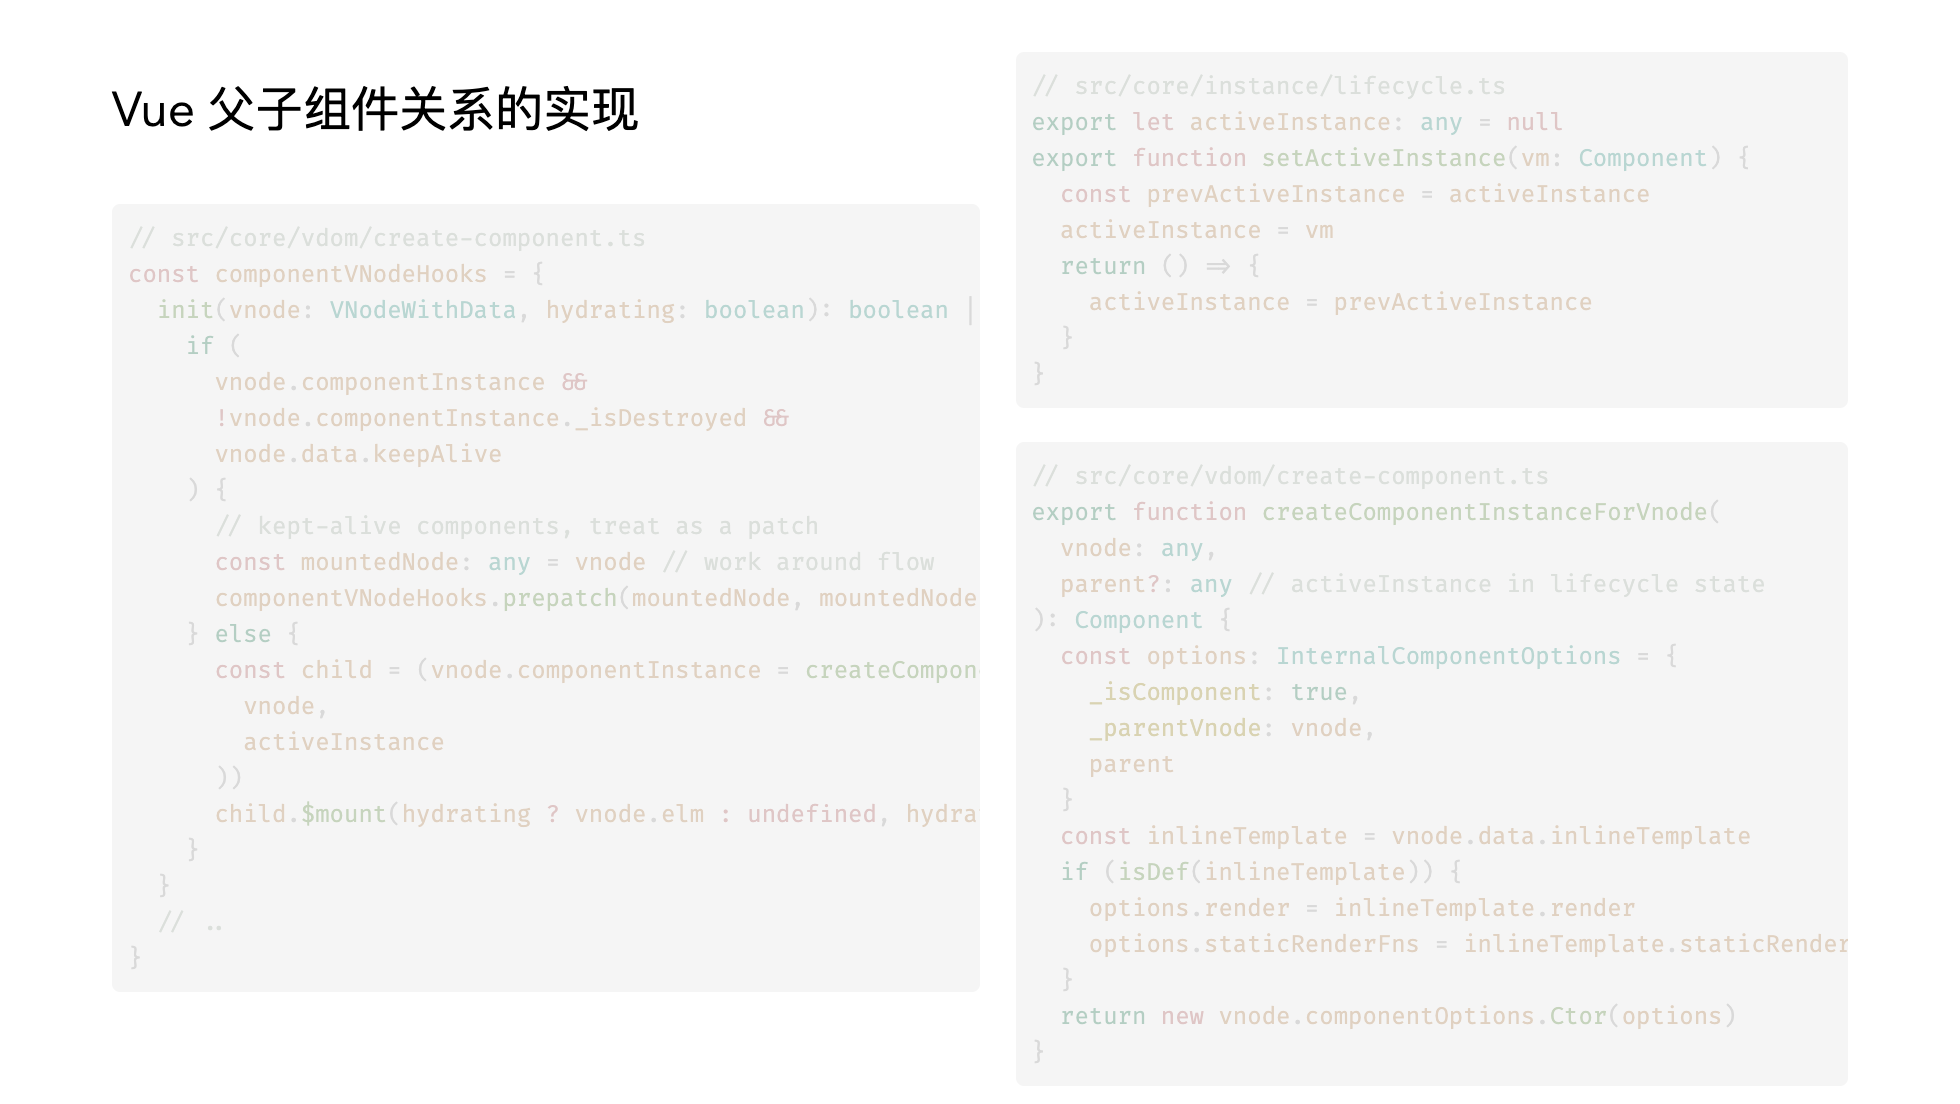 Vue 父子组件关系的实现
// src/core/vdom/create-component.ts
const componentVNodeHooks = {
  init(vnode: VNodeWithData, hydrating: boolean): boolean |
    if (
      vnode.componentInstance &&
      !vnode.componentInstance._isDestroyed &&
      vnode.data.keepAlive
    ) {
      // kept-alive components, treat as a patch
      const mountedNode: any = vnode // work around flow
      componentVNodeHooks.prepatch(mountedNode, mountedNode
    } else {
      const child = (vnode.componentInstance = createCompon
        vnode,
        activeInstance
      ))
      child.$mount(hydrating ? vnode.elm : undefined, hydra
    }
  }
  // ..
}
// src/core/instance/lifecycle.ts
export let activeInstance: any = null
export function setActiveInstance(vm: Component) {
  const prevActiveInstance = activeInstance
  activeInstance = vm
  return () => {
    activeInstance = prevActiveInstance
  }
}
// src/core/vdom/create-component.ts
export function createComponentInstanceForVnode(
  vnode: any,
  parent?: any // activeInstance in lifecycle state
): Component {
  const options: InternalComponentOptions = {
    _isComponent: true,
    _parentVnode: vnode,
    parent
  }
  const inlineTemplate = vnode.data.inlineTemplate
  if (isDef(inlineTemplate)) {
    options.render = inlineTemplate.render
    options.staticRenderFns = inlineTemplate.staticRender
  }
  return new vnode.componentOptions.Ctor(options)
}